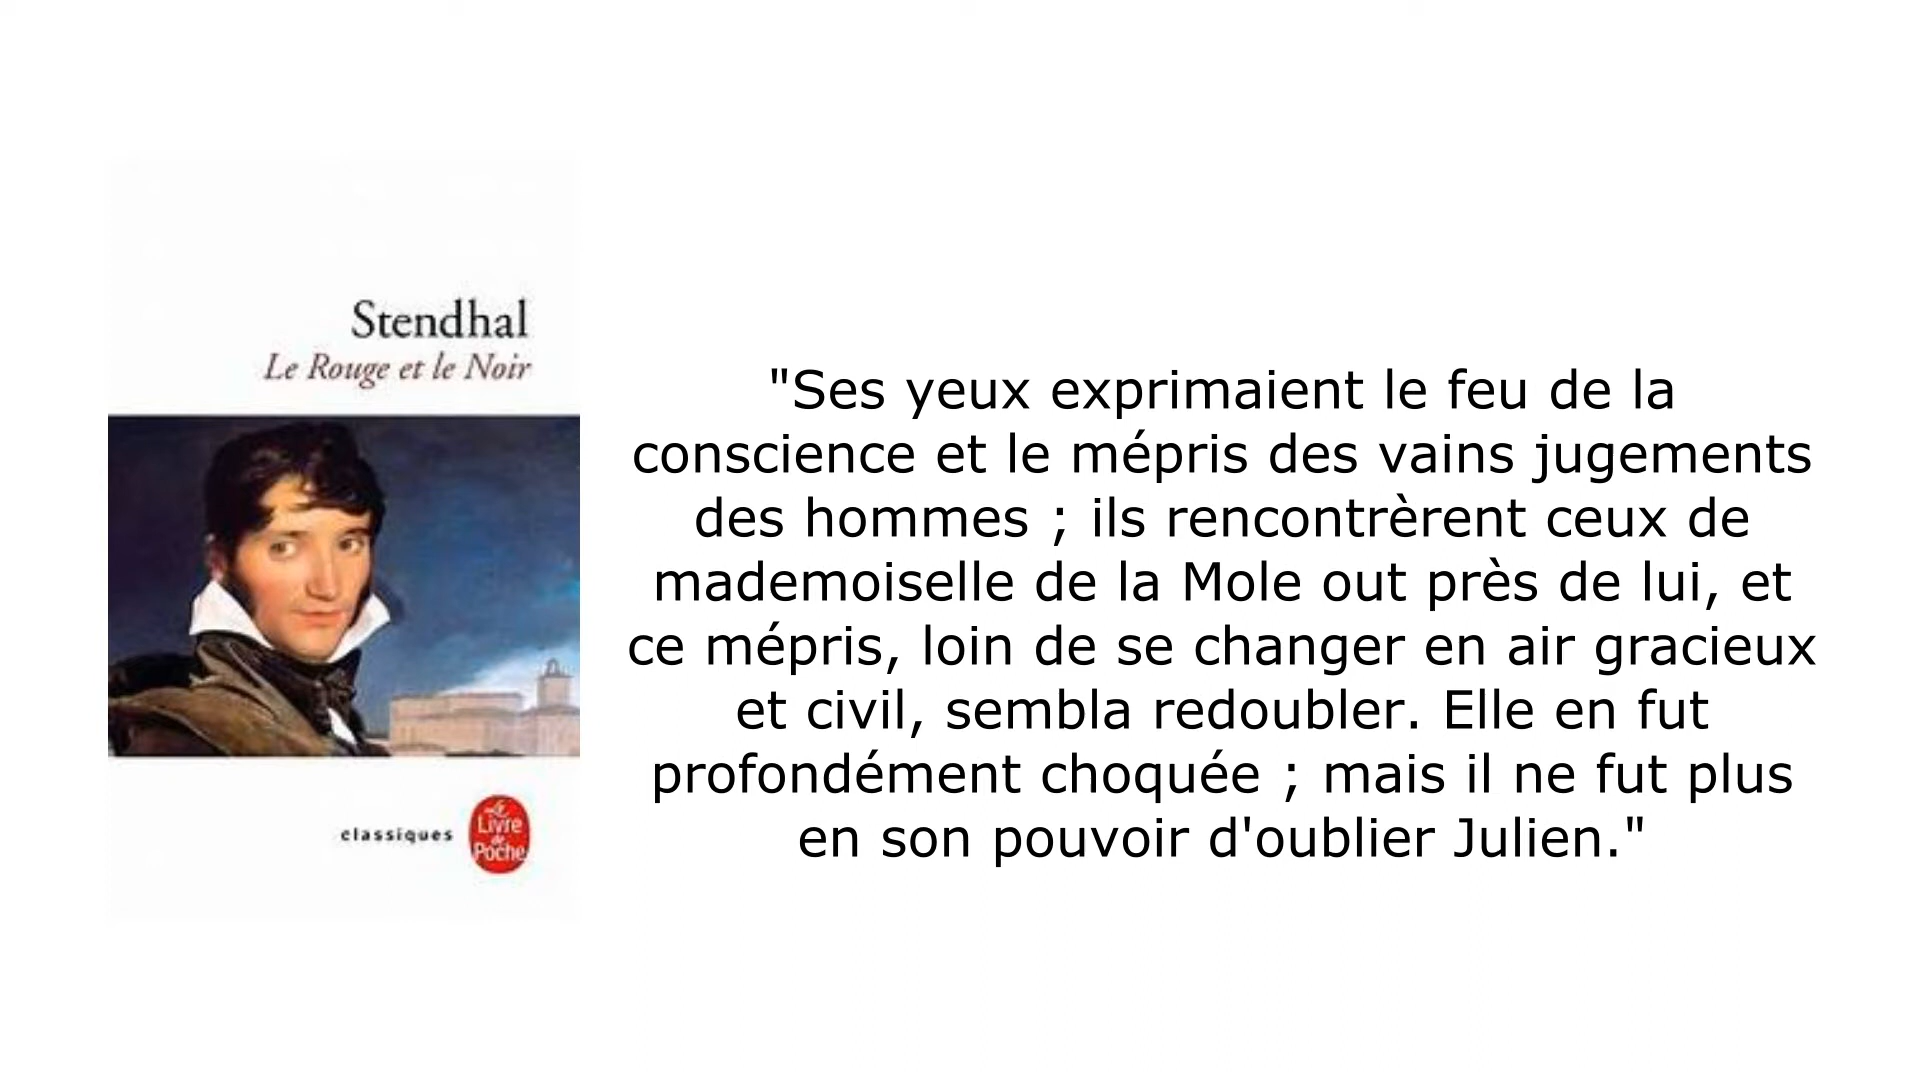 Stendhal
Le Rouge et le Noir
classiques
Le
Livre
de
Poche
"Ses yeux exprimaient le feu de la
conscience et le mépris des vains jugements
des hommes ; ils rencontrèrent ceux de
mademoiselle de la Mole out près de lui, et
ce mépris, loin de se changer en air gracieux
et civil, sembla redoubler. Elle en fut
profondément choquée ; mais il ne fut plus
en son pouvoir d'oublier Julien."